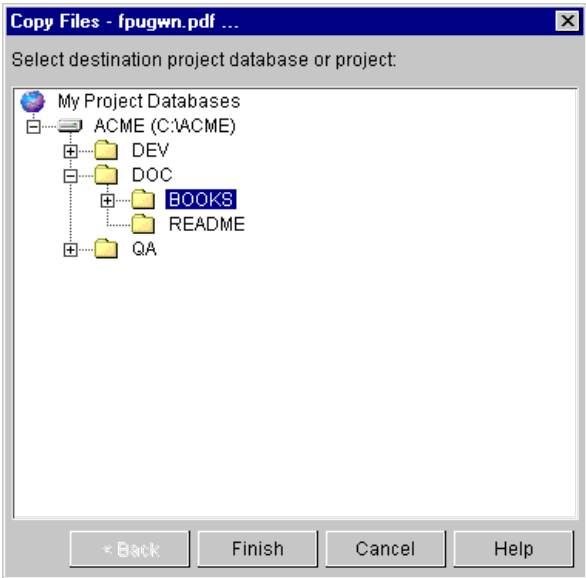 Copy Files - fpugwn.pdf ...
Select destination project database or project:
My Project Databases
ACME (C:\ACME)
DEV
DOC
BOOKS
README
QA
< Back Finish Cancel Help